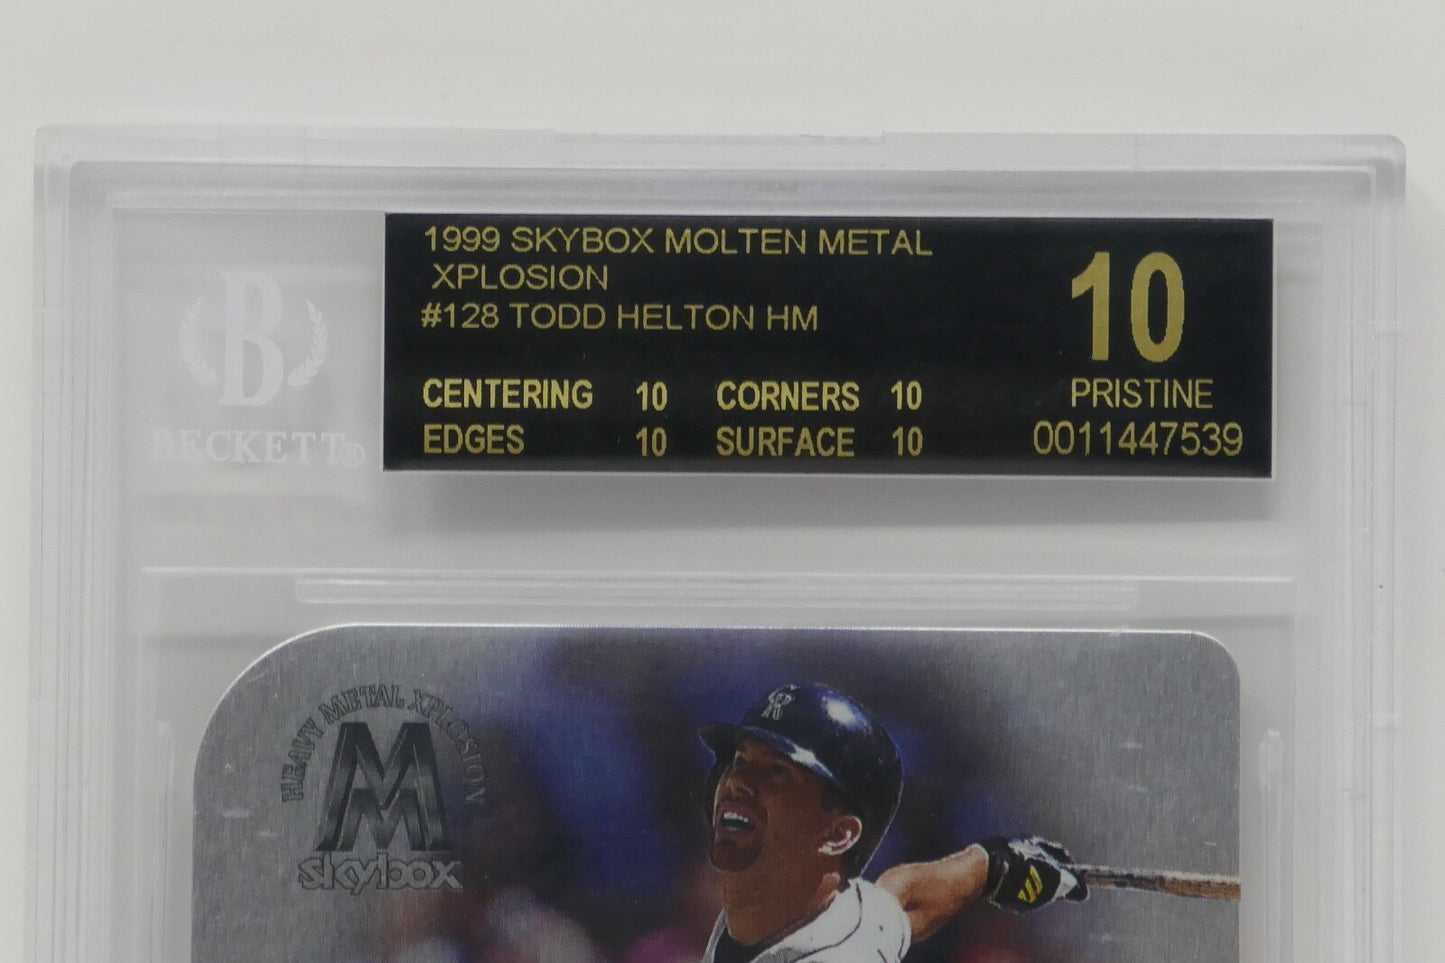 1999 SKYBOX MOLTEN METAL
XPLOSION
#128 TODD HELTON HM
10
CENTERING 10 CORNERS 10 PRISTINE
EDGES 10 SURFACE 10 0011447539
B
BECKETT®
HEAVY METAL XPLOSION
M
M
skybox
CR